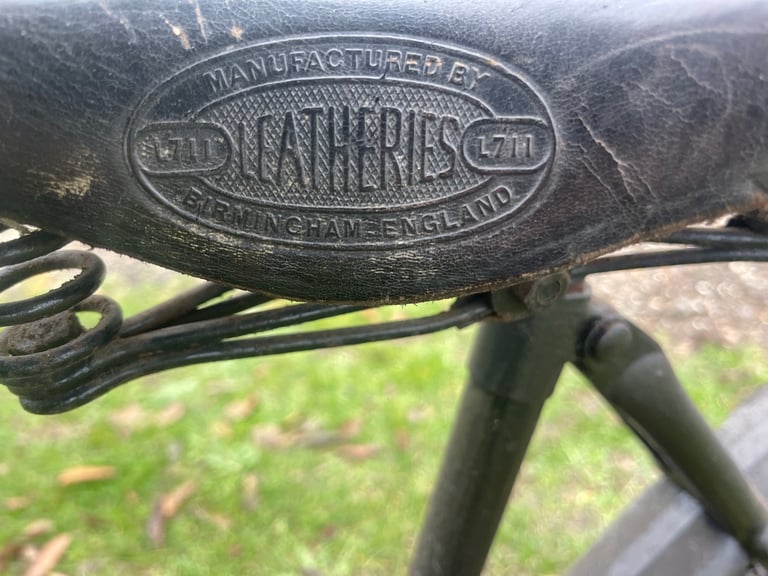 MANUFACTURED BY
L711 LEATHERIES L711
BIRMINGHAM-ENGLAND